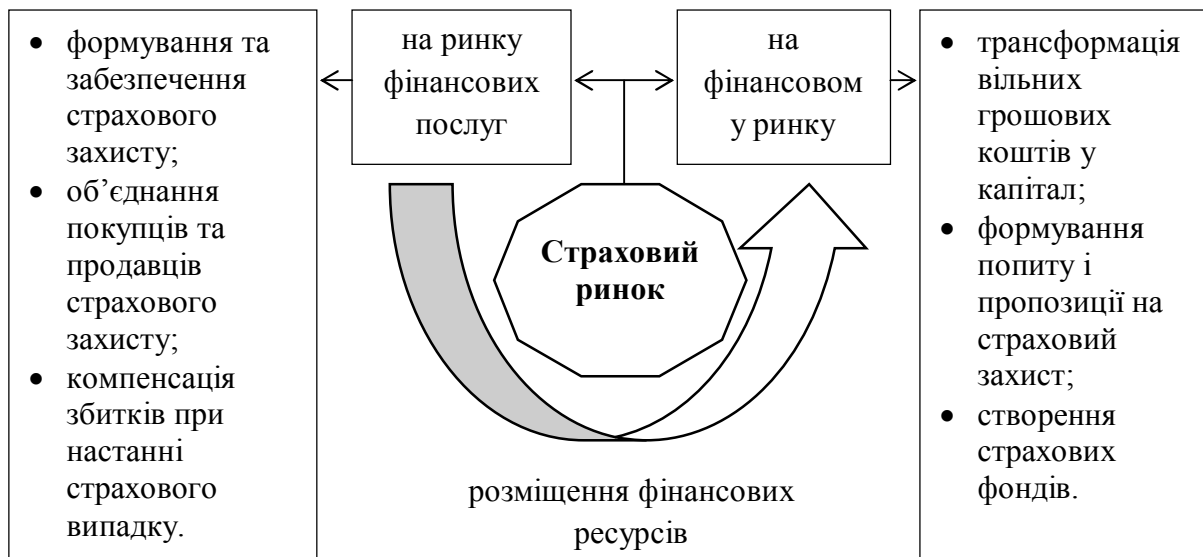 • формування та
забезпечення
страхового
захисту;
• об’єднання
покупців та
продавців
страхового
захисту;
• компенсація
збитків при
настанні
страхового
випадку.
на ринку
фінансових
послуг
на
фінансовом
у ринку
Страховий
ринок
розміщення фінансових
ресурсів
• трансформація
вільних
грошових
коштів у
капітал;
• формування
попиту і
пропозиції на
страховий
захист;
• створення
страхових
фондів.